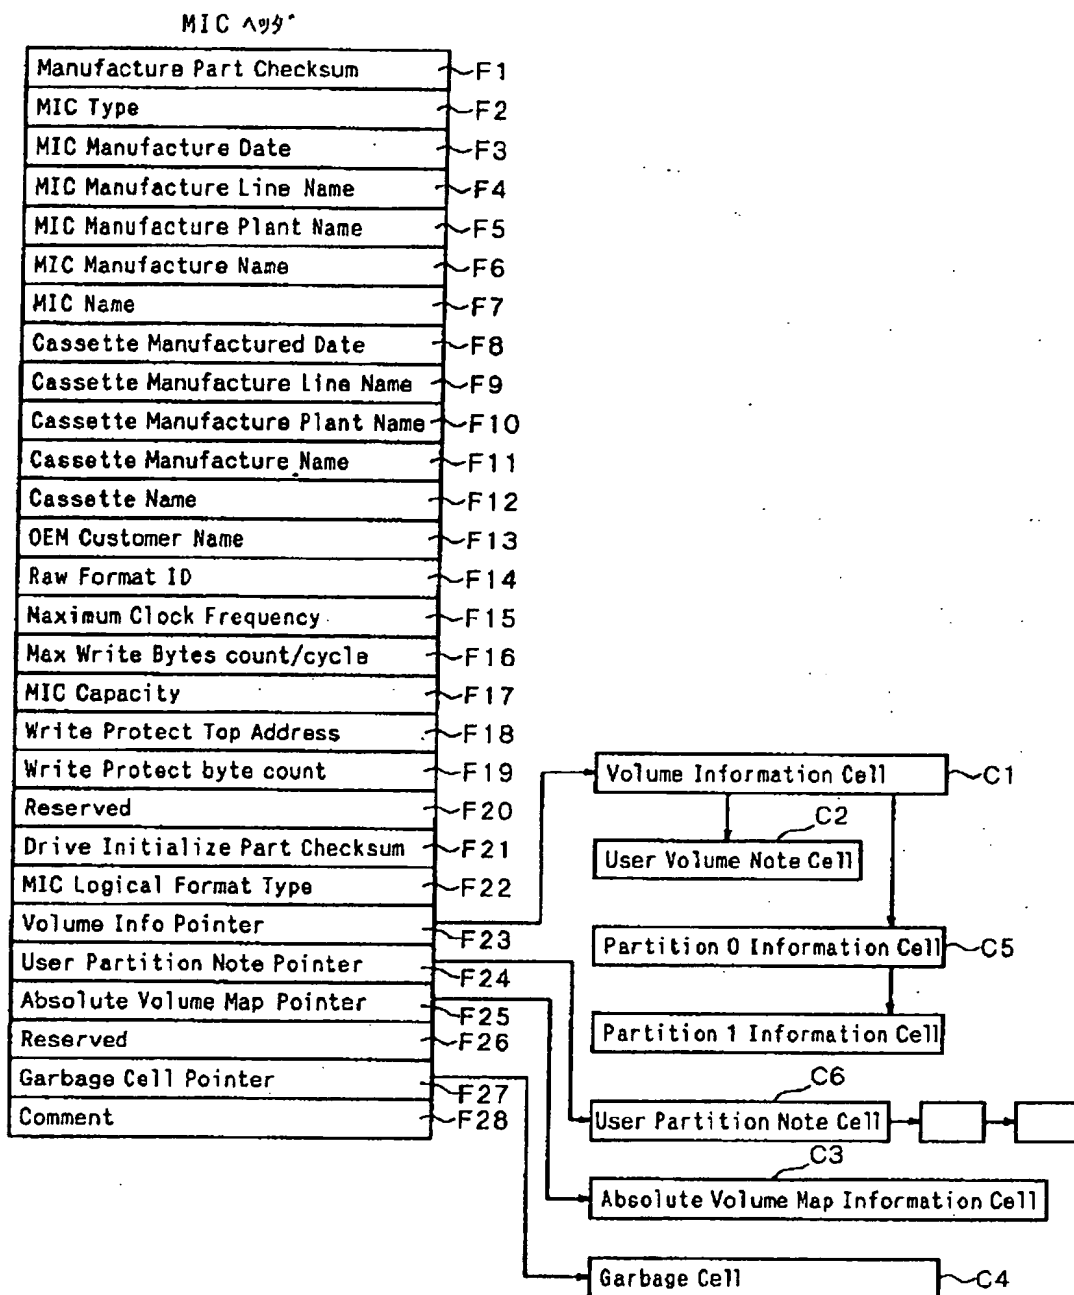 MIC ヘッダ
Manufacture Part Checksum F1
MIC Type F2
MIC Manufacture Date F3
MIC Manufacture Line Name F4
MIC Manufacture Plant Name F5
MIC Manufacture Name F6
MIC Name F7
Cassette Manufactured Date F8
Cassette Manufacture Line Name F9
Cassette Manufacture Plant Name F10
Cassette Manufacture Name F11
Cassette Name F12
OEM Customer Name F13
Raw Format ID F14
Maximum Clock Frequency F15
Max Write Bytes count/cycle F16
MIC Capacity F17
Write Protect Top Address F18
Write Protect byte count F19
Reserved F20
Drive Initialize Part Checksum F21
MIC Logical Format Type F22
Volume Info Pointer F23
User Partition Note Pointer F24
Absolute Volume Map Pointer F25
Reserved F26
Garbage Cell Pointer F27
Comment F28
Volume Information Cell C1
C2
User Volume Note Cell
Partition 0 Information Cell C5
Partition 1 Information Cell
C6
User Partition Note Cell
C3
Absolute Volume Map Information Cell
Garbage Cell C4